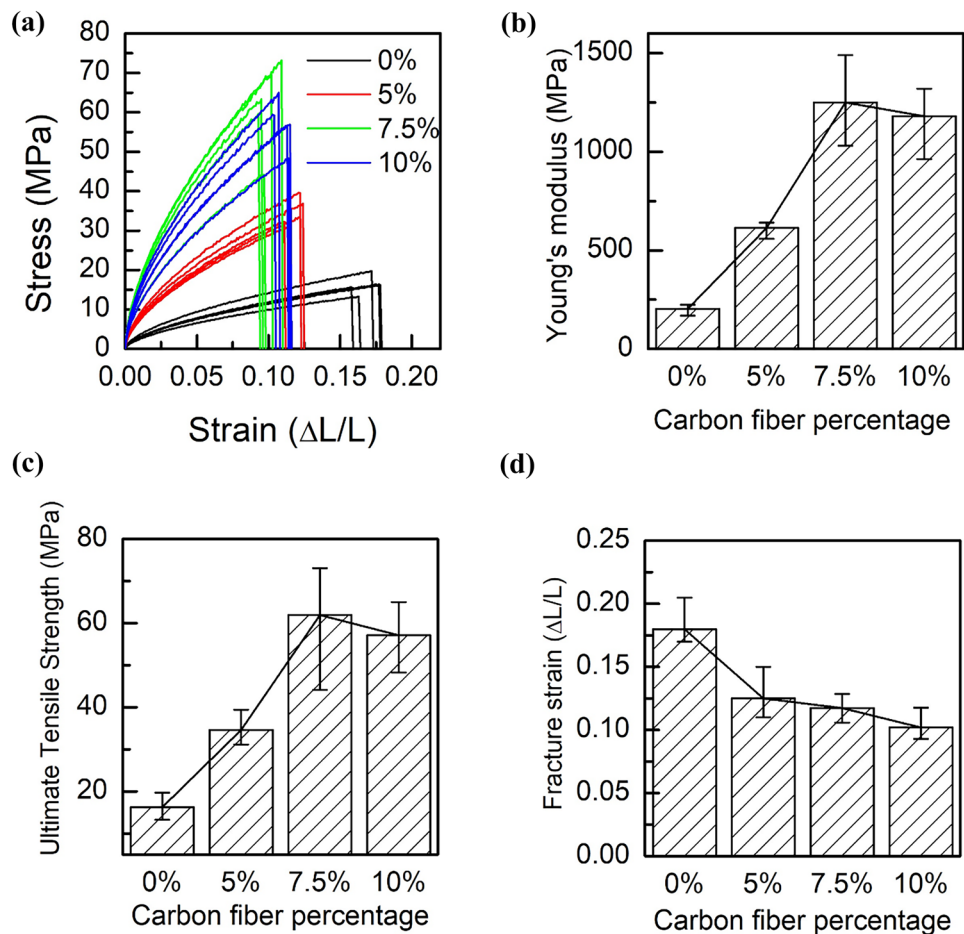 (a)
80
70
60
50
40
30
20
10
0
Stress (MPa)
0%
5%
7.5%
10%
0.00 0.05 0.10 0.15 0.20
Strain (ΔL/L)
(b)
1500
1000
500
0
Young's modulus (MPa)
0% 5% 7.5% 10%
Carbon fiber percentage
(c)
80
60
40
20
Ultimate Tensile Strength (MPa)
0% 5% 7.5% 10%
Carbon fiber percentage
(d)
0.25
0.20
0.15
0.10
0.05
0.00
Fracture strain (ΔL/L)
0% 5% 7.5% 10%
Carbon fiber percentage